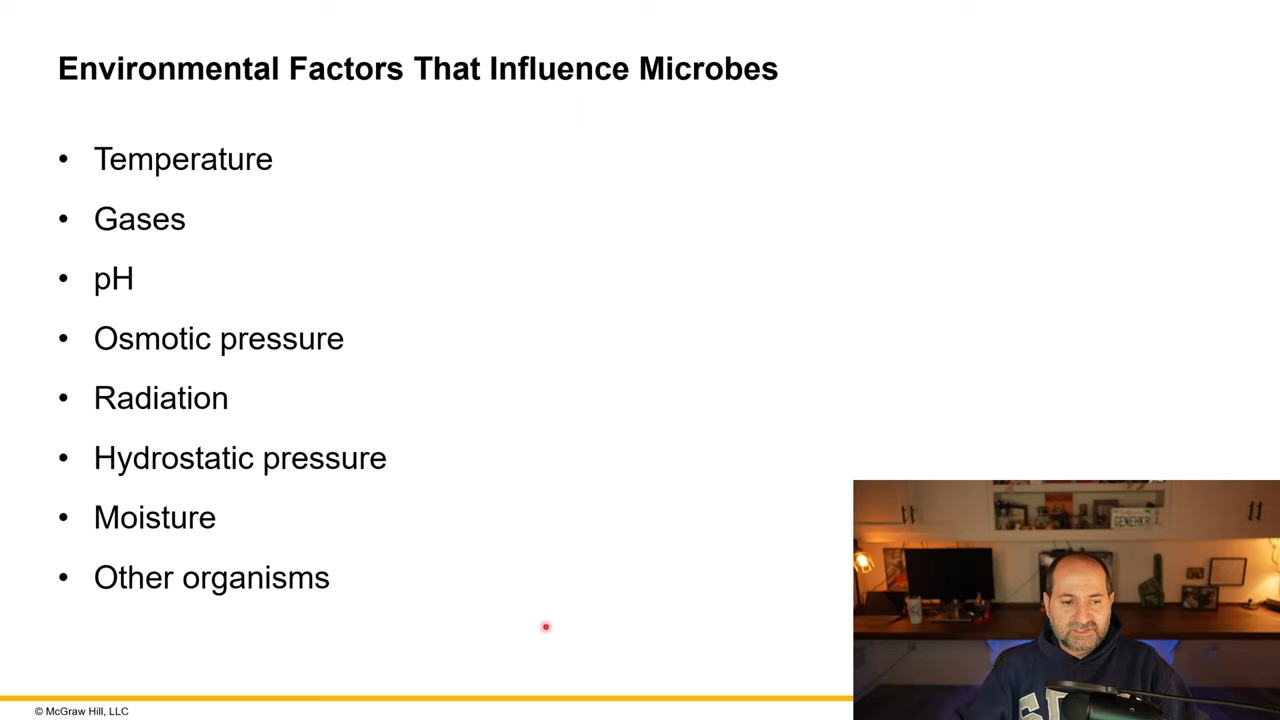 Environmental Factors That Influence Microbes
• Temperature
• Gases
• pH
• Osmotic pressure
• Radiation
• Hydrostatic pressure
• Moisture
• Other organisms
© McGraw Hill, LLC
GENEHKR